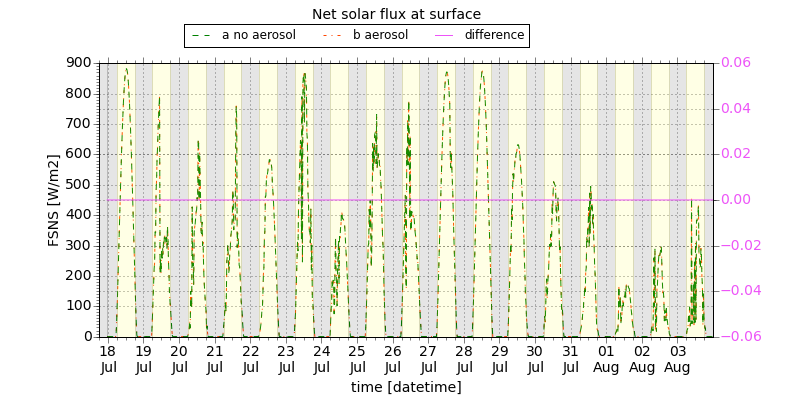 Net solar flux at surface
a no aerosol b aerosol difference
FSNS [W/m2]
900
800
700
600
500
400
300
200
100
0
0.06
0.04
0.02
0.00
−0.02
−0.04
−0.06
18 19 20 21 22 23 24 25 26 27 28 29 30 31 01 02 03
Jul Jul Jul Jul Jul Jul Jul Jul Jul Jul Jul Jul Jul Jul Aug Aug Aug
time [datetime]